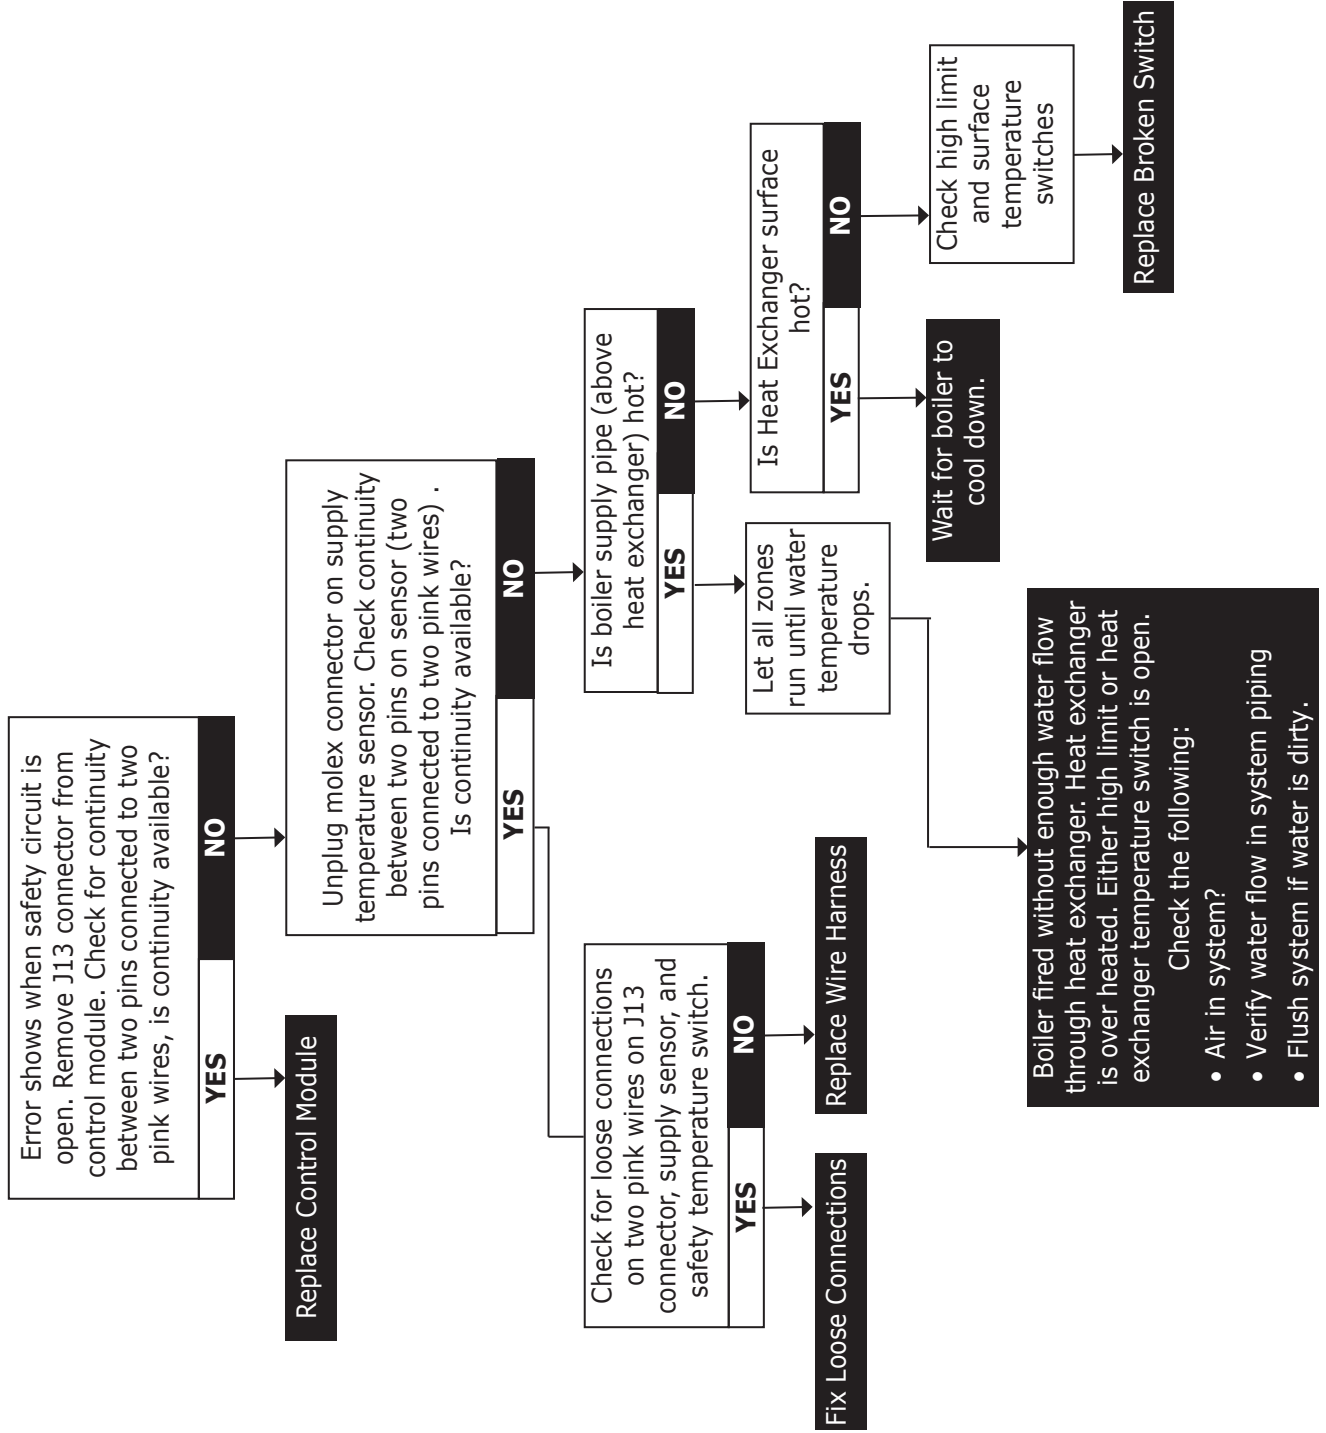 Error shows when safety circuit is
open. Remove J13 connector from
control module. Check for continuity
between two pins connected to two
pink wires, is continuity available?
YES
NO
Replace Control Module
Unplug molex connector on supply
temperature sensor. Check continuity
between two pins on sensor (two
pins connected to two pink wires) .
Is continuity available?
YES
NO
Check for loose connections
on two pink wires on J13
connector, supply sensor, and
safety temperature switch.
YES
NO
Fix Loose Connections
Replace Wire Harness
Is boiler supply pipe (above
heat exchanger) hot?
YES
NO
Let all zones
run until water
temperature
drops.
Boiler fired without enough water flow
through heat exchanger. Heat exchanger
is over heated. Either high limit or heat
exchanger temperature switch is open.
Check the following:
• Air in system?
• Verify water flow in system piping
• Flush system if water is dirty.
Is Heat Exchanger surface
hot?
YES
NO
Wait for boiler to
cool down.
Check high limit
and surface
temperature
switches
Replace Broken Switch